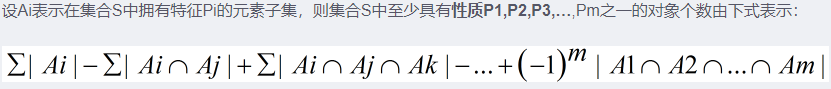 设Ai表示在集合S中拥有特征Pi的元素子集，则集合S中至少具有性质P1,P2,P3,…,Pm之一的对象个数由下式表示：
∑| Ai |−∑| Ai∩Aj |+∑| Ai∩Aj∩Ak |−...+(−1)^m | A1∩A2∩...∩Am |